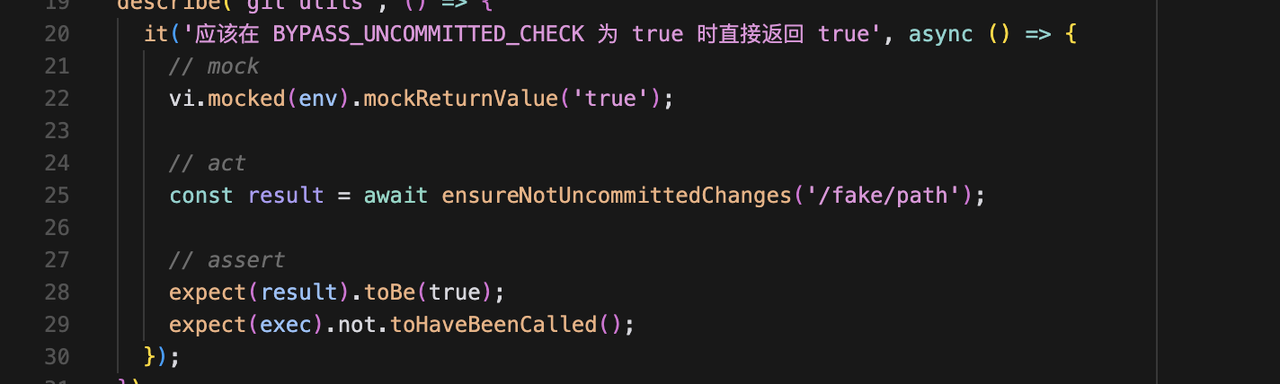 19 describe('git utils', () => {
20 it('应该在 BYPASS_UNCOMMITTED_CHECK 为 true 时直接返回 true', async () => {
21 // mock
22 vi.mocked(env).mockReturnValue('true');
23
24 // act
25 const result = await ensureNotUncommittedChanges('/fake/path');
26
27 // assert
28 expect(result).toBe(true);
29 expect(exec).not.toHaveBeenCalled();
30 });
31 })